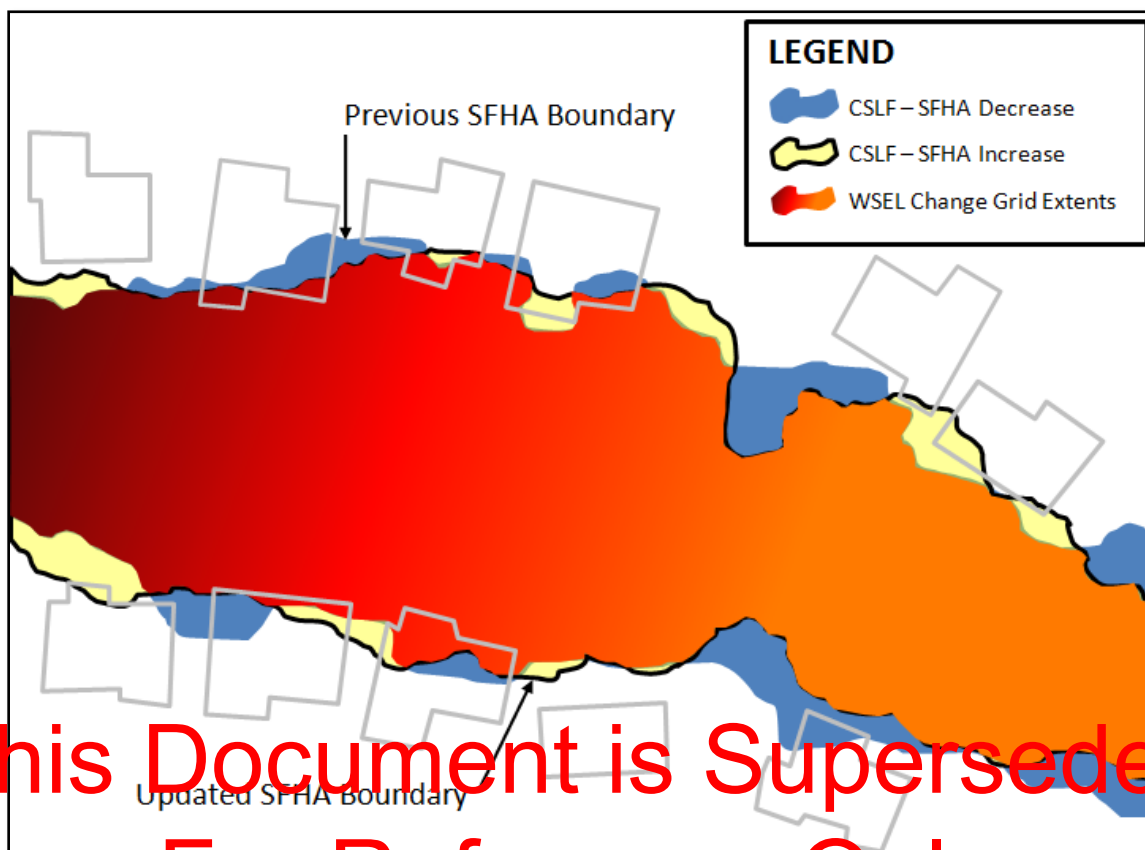 LEGEND
CSLF – SFHA Decrease
CSLF – SFHA Increase
WSEL Change Grid Extents
Previous SFHA Boundary
his Document is Supersede
Updated SFHA Boundary